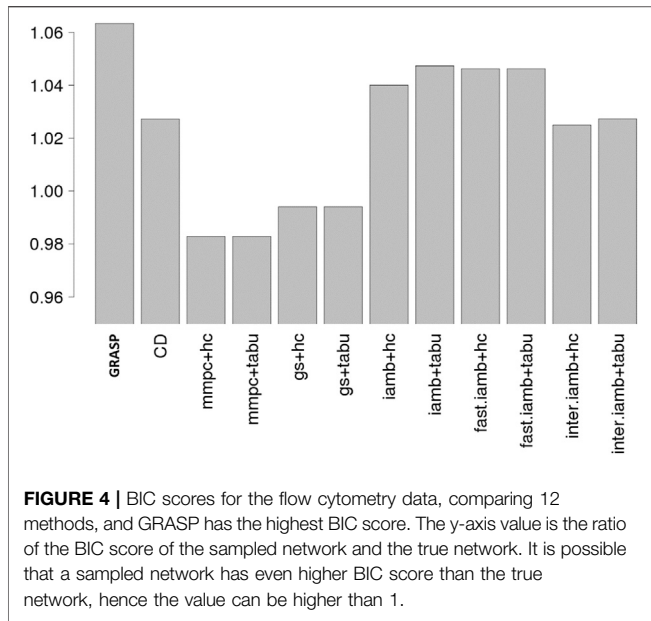 1.06
1.04
1.02
1.00
0.98
0.96
GRASP
CD
mmpc+hc
mmpc+tabu
gs+hc
gs+tabu
iamb+hc
iamb+tabu
fast.iamb+hc
fast.iamb+tabu
inter.iamb+hc
inter.iamb+tabu
FIGURE 4 | BIC scores for the flow cytometry data, comparing 12
methods, and GRASP has the highest BIC score. The y-axis value is the ratio
of the BIC score of the sampled network and the true network. It is possible
that a sampled network has even higher BIC score than the true
network, hence the value can be higher than 1.